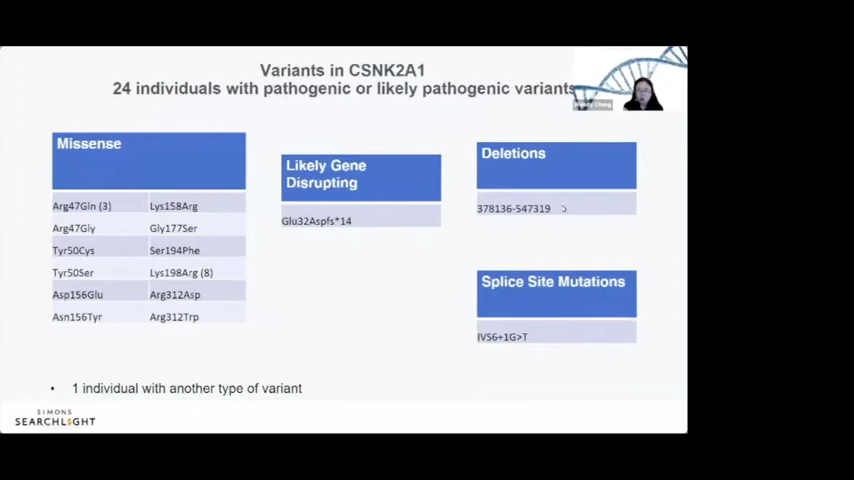 Variants in CSNK2A1
24 individuals with pathogenic or likely pathogenic variants
Wendy Chung
Missense
Arg47Gln (3) Lys158Arg
Arg47Gly Gly177Ser
Tyr50Cys Ser194Phe
Tyr50Ser Lys198Arg (8)
Asp156Glu Arg312Asp
Asn156Tyr Arg312Trp
Likely Gene
Disrupting
Glu32Aspfs*14
Deletions
378136-547319
Splice Site Mutations
IVS6+1G>T
• 1 individual with another type of variant
SIMONS
SEARCHLIGHT